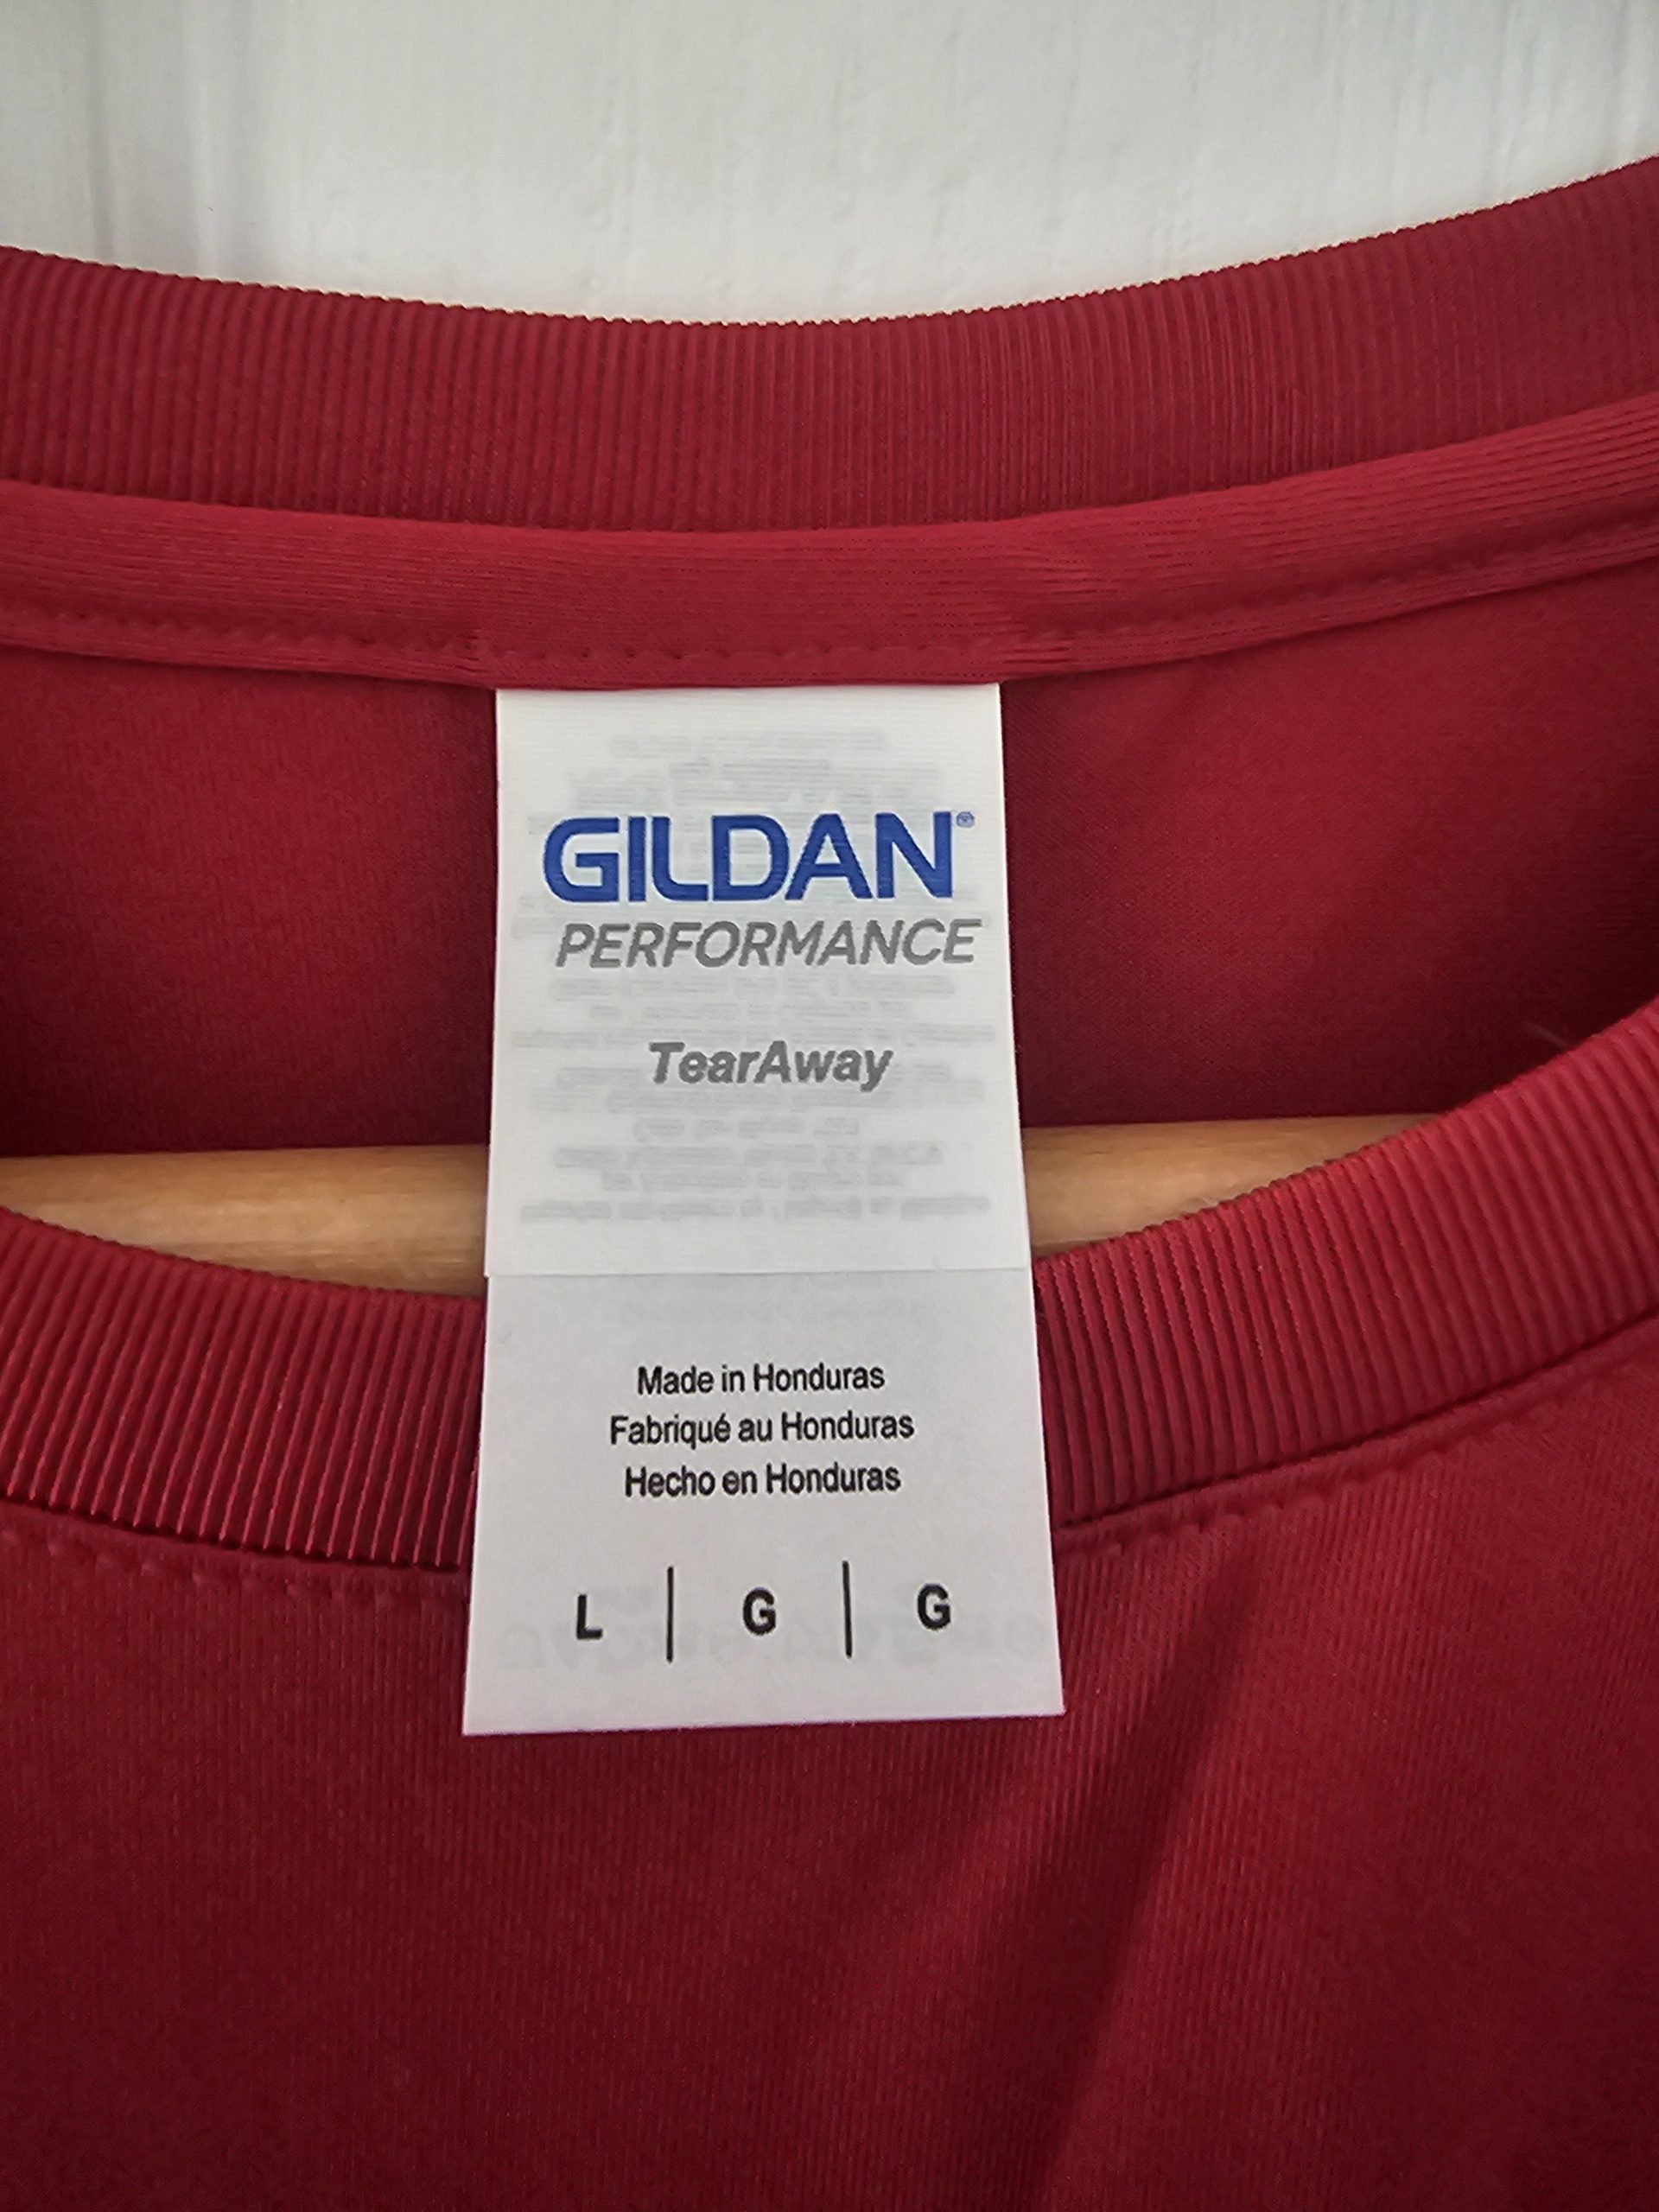 GILDAN®
PERFORMANCE
TearAway
Made in Honduras
Fabriqué au Honduras
Hecho en Honduras
L | G | G